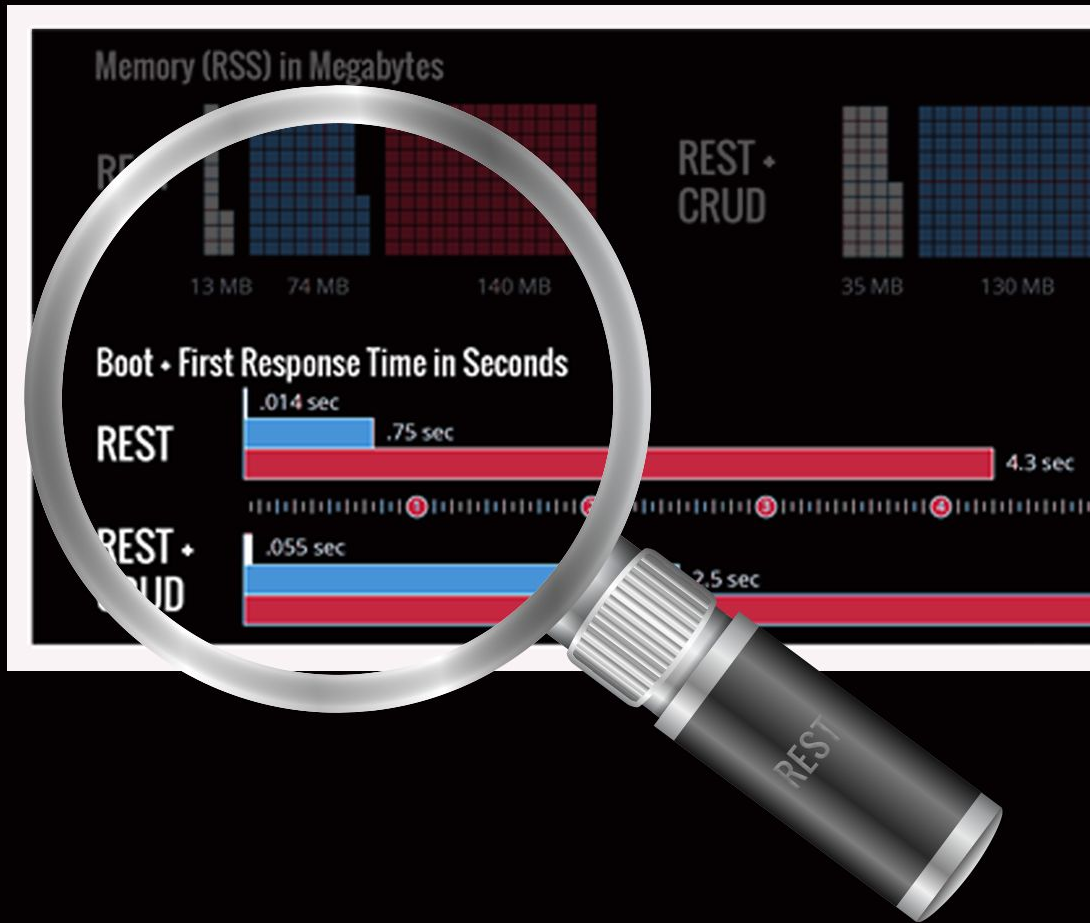 Memory (RSS) in Megabytes
REST +
CRUD
13 MB 74 MB 140 MB 35 MB 130 MB
Boot + First Response Time in Seconds
.014 sec
REST
.75 sec
4.3 sec
1 2 3 4
REST +
.055 sec
2.5 sec
CRUD
REST